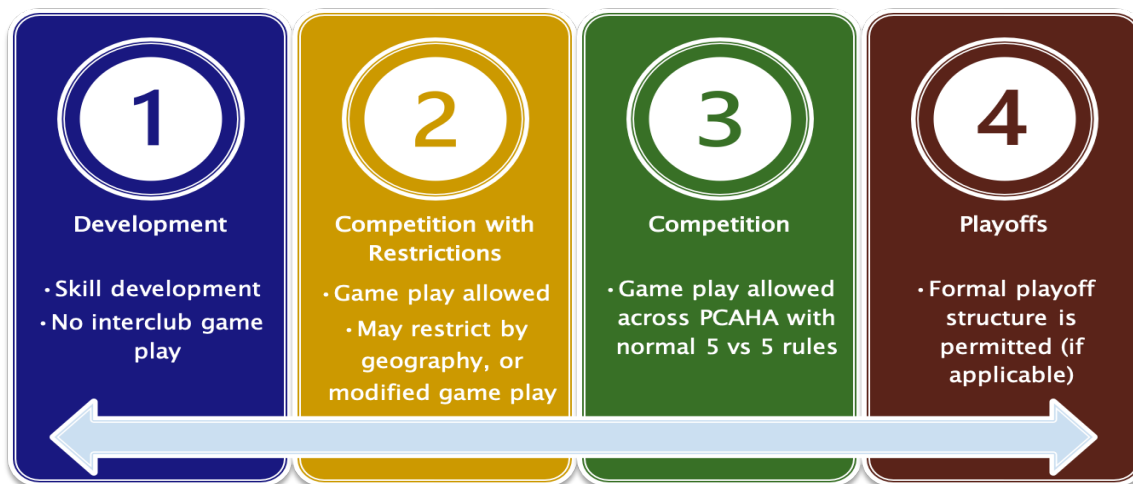 1
Development
• Skill development
• No interclub game
play
2
Competition with
Restrictions
• Game play allowed
• May restrict by
geography, or
modified game play
3
Competition
• Game play allowed
across PCAHA with
normal 5 vs 5 rules
4
Playoffs
• Formal playoff
structure is
permitted (if
applicable)